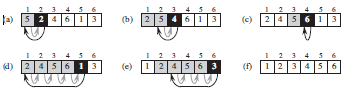 1 2 3 4 5 6 1 2 3 4 5 6 1 2 3 4 5 6
(a) 5 2 4 6 1 3 (b) 2 5 4 6 1 3 (c) 2 4 5 6 1 3
1 2 3 4 5 6 1 2 3 4 5 6 1 2 3 4 5 6
(d) 2 4 5 6 1 3 (e) 1 2 4 5 6 3 (f) 1 2 3 4 5 6